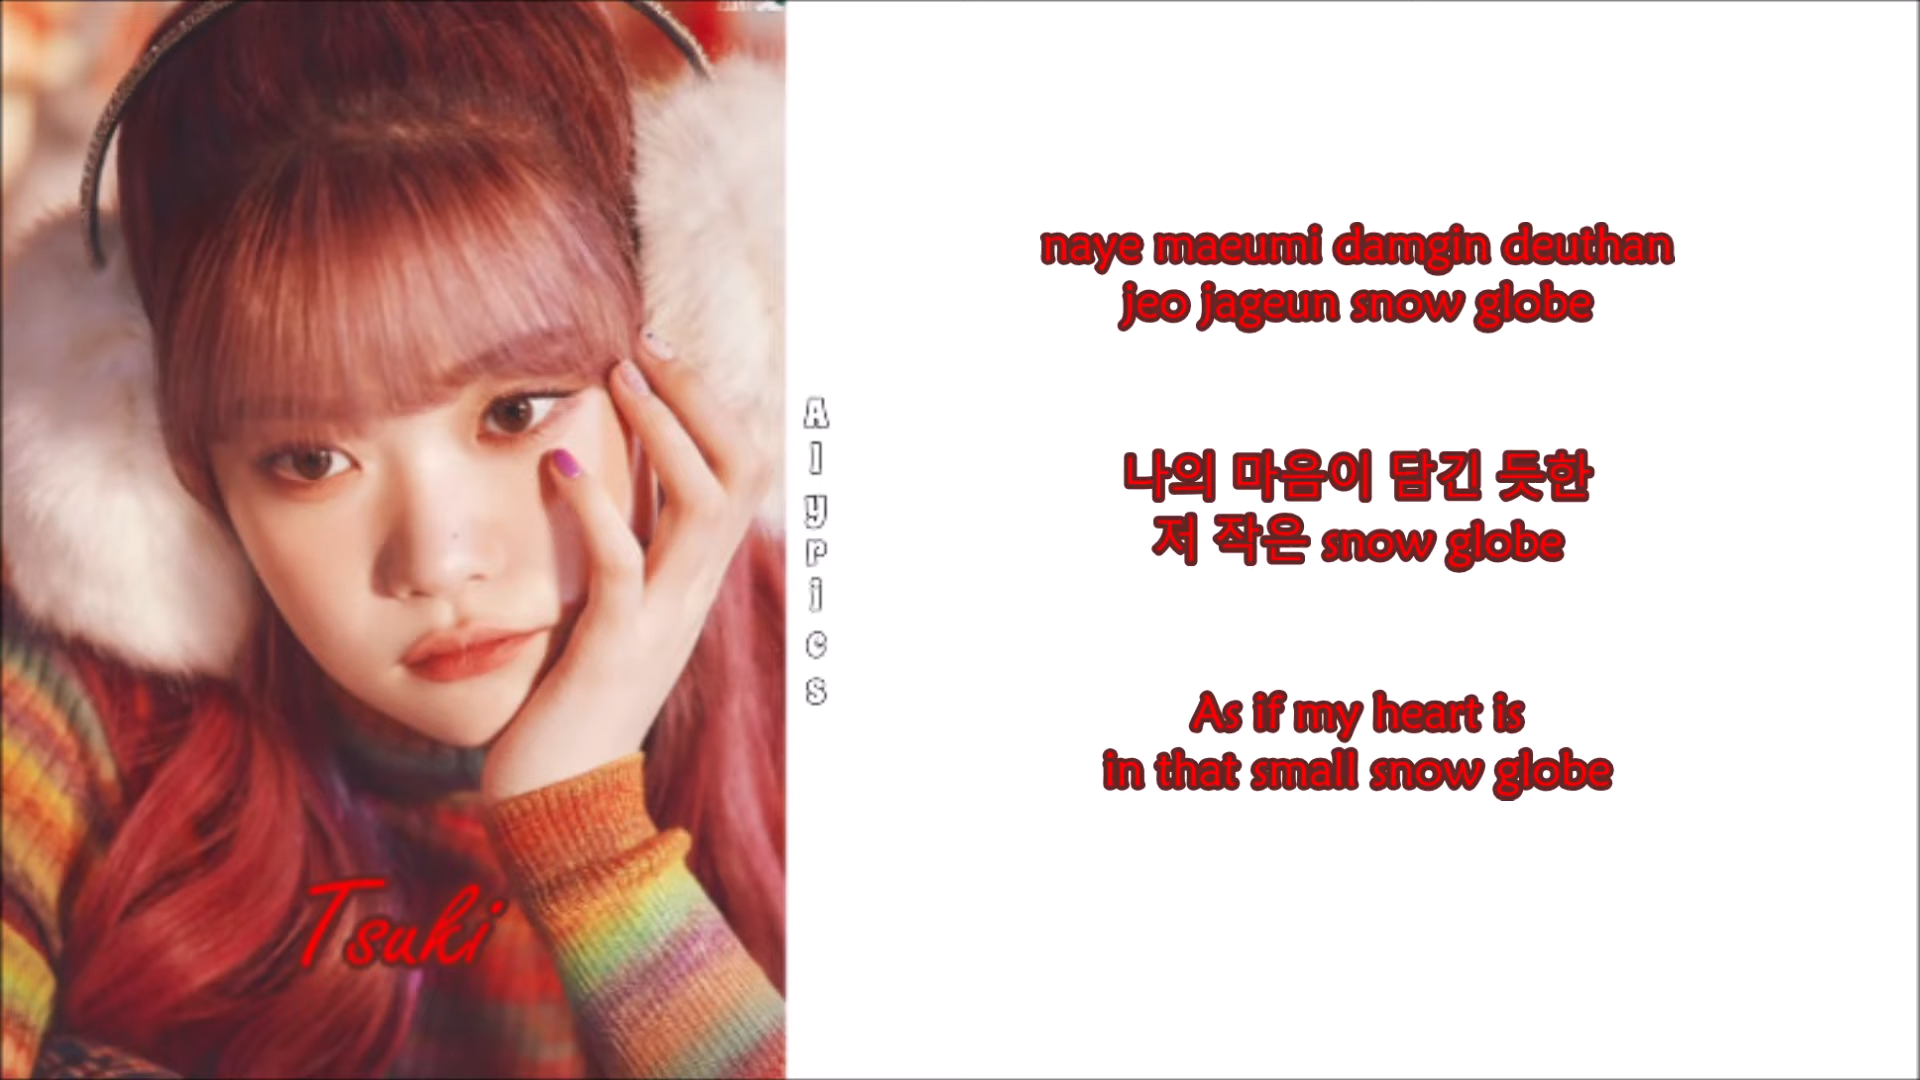 naye maeumi damgin deuthan
jeo jageun snow globe
나의 마음이 담긴 듯한
저 작은 snow globe
As if my heart is
in that small snow globe
Alyrics
Tsuki